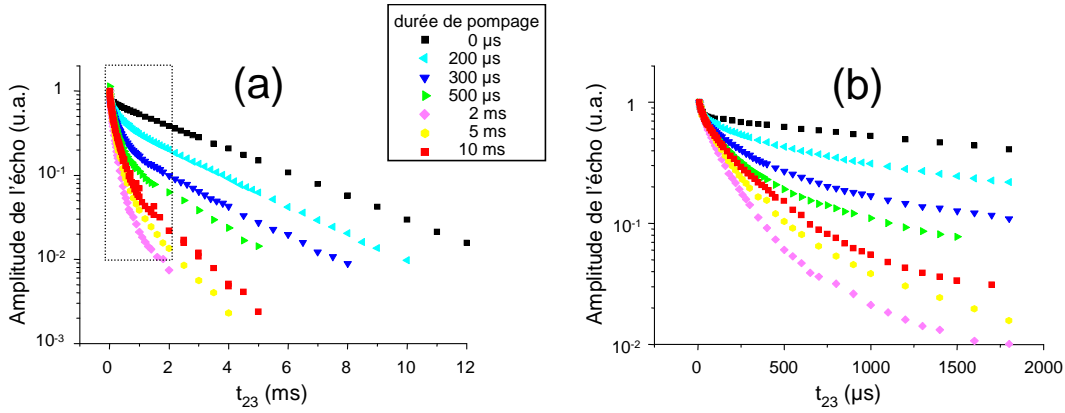 (a)
Amplitude de l'écho (u.a.)
1
10-1
10-2
10-3
0 2 4 6 8 10 12
t23 (ms)
durée de pompage
0 µs
200 µs
300 µs
500 µs
2 ms
5 ms
10 ms
(b)
Amplitude de l'écho (u.a.)
1
10-1
10-2
0 500 1000 1500 2000
t23 (µs)